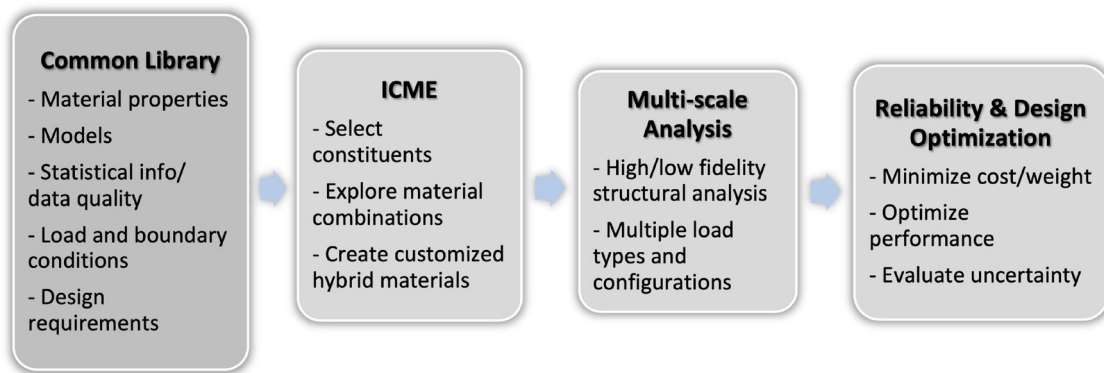 Common Library
- Material properties
- Models
- Statistical info/
data quality
- Load and boundary
conditions
- Design
requirements
ICME
- Select
constituents
- Explore material
combinations
- Create customized
hybrid materials
Multi-scale
Analysis
- High/low fidelity
structural analysis
- Multiple load
types and
configurations
Reliability & Design
Optimization
- Minimize cost/weight
- Optimize
performance
- Evaluate uncertainty